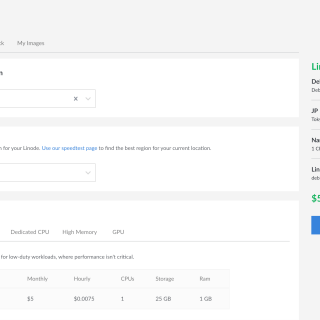 My Images
n for your Linode. Use our speedtest page to find the best region for your current location.
Dedicated CPU High Memory GPU
for low-duty workloads, where performance isn't critical.
Monthly Hourly CPUs Storage Ram
$5 $0.0075 1 25 GB 1 GB
Li
De
Deb
JP
Tok
Na
1 C
Lin
deb
$5